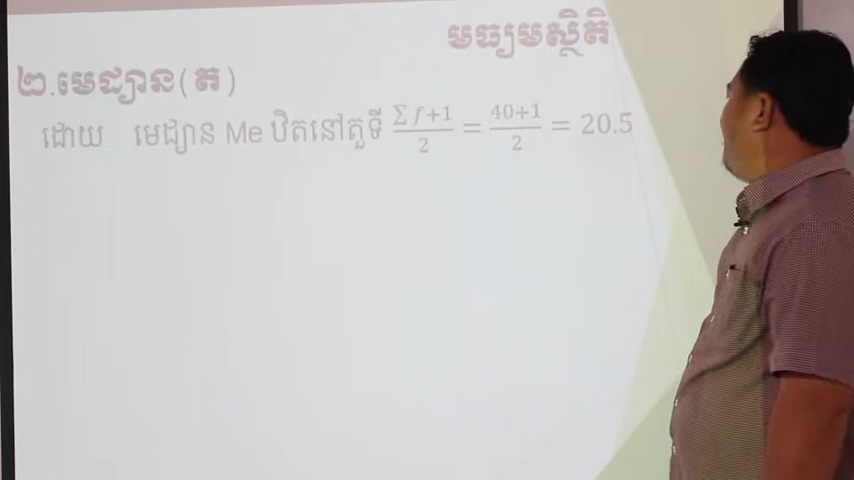 មធ្យមស្ថិតិ
២.មេដ្យាន(ត)
ដោយ មេដ្យាន Me ឋិតនៅតួទី \frac{\sum f+1}{2} = \frac{40+1}{2} = 20.5